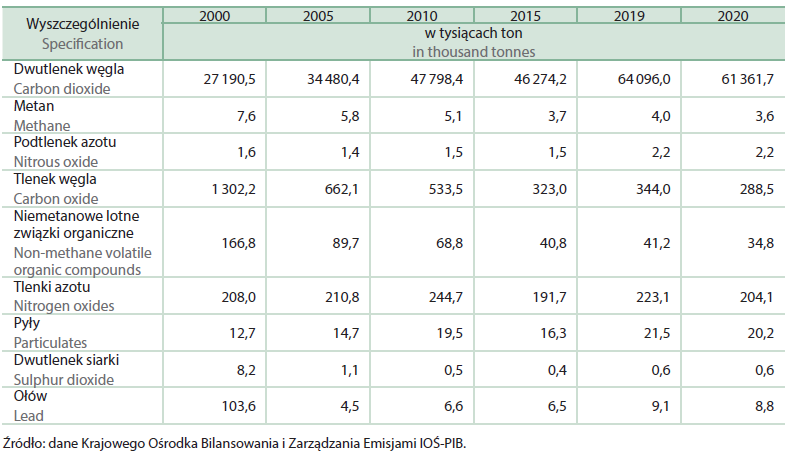 Wyszczególnienie
Specification
2000 2005 2010 2015 2019 2020
w tysiącach ton
in thousand tonnes
Dwutlenek węgla
Carbon dioxide
27 190,5 34 480,4 47 798,4 46 274,2 64 096,0 61 361,7
Metan
Methane
7,6 5,8 5,1 3,7 4,0 3,6
Podtlenek azotu
Nitrous oxide
1,6 1,4 1,5 1,5 2,2 2,2
Tlenek węgla
Carbon oxide
1 302,2 662,1 533,5 323,0 344,0 288,5
Niemetanowe lotne
związki organiczne
Non-methane volatile
organic compounds
166,8 89,7 68,8 40,8 41,2 34,8
Tlenki azotu
Nitrogen oxides
208,0 210,8 244,7 191,7 223,1 204,1
Pyły
Particulates
12,7 14,7 19,5 16,3 21,5 20,2
Dwutlenek siarki
Sulphur dioxide
8,2 1,1 0,5 0,4 0,6 0,6
Ołów
Lead
103,6 4,5 6,6 6,5 9,1 8,8
Źródło: dane Krajowego Ośrodka Bilansowania i Zarządzania Emisjami IOŚ-PIB.